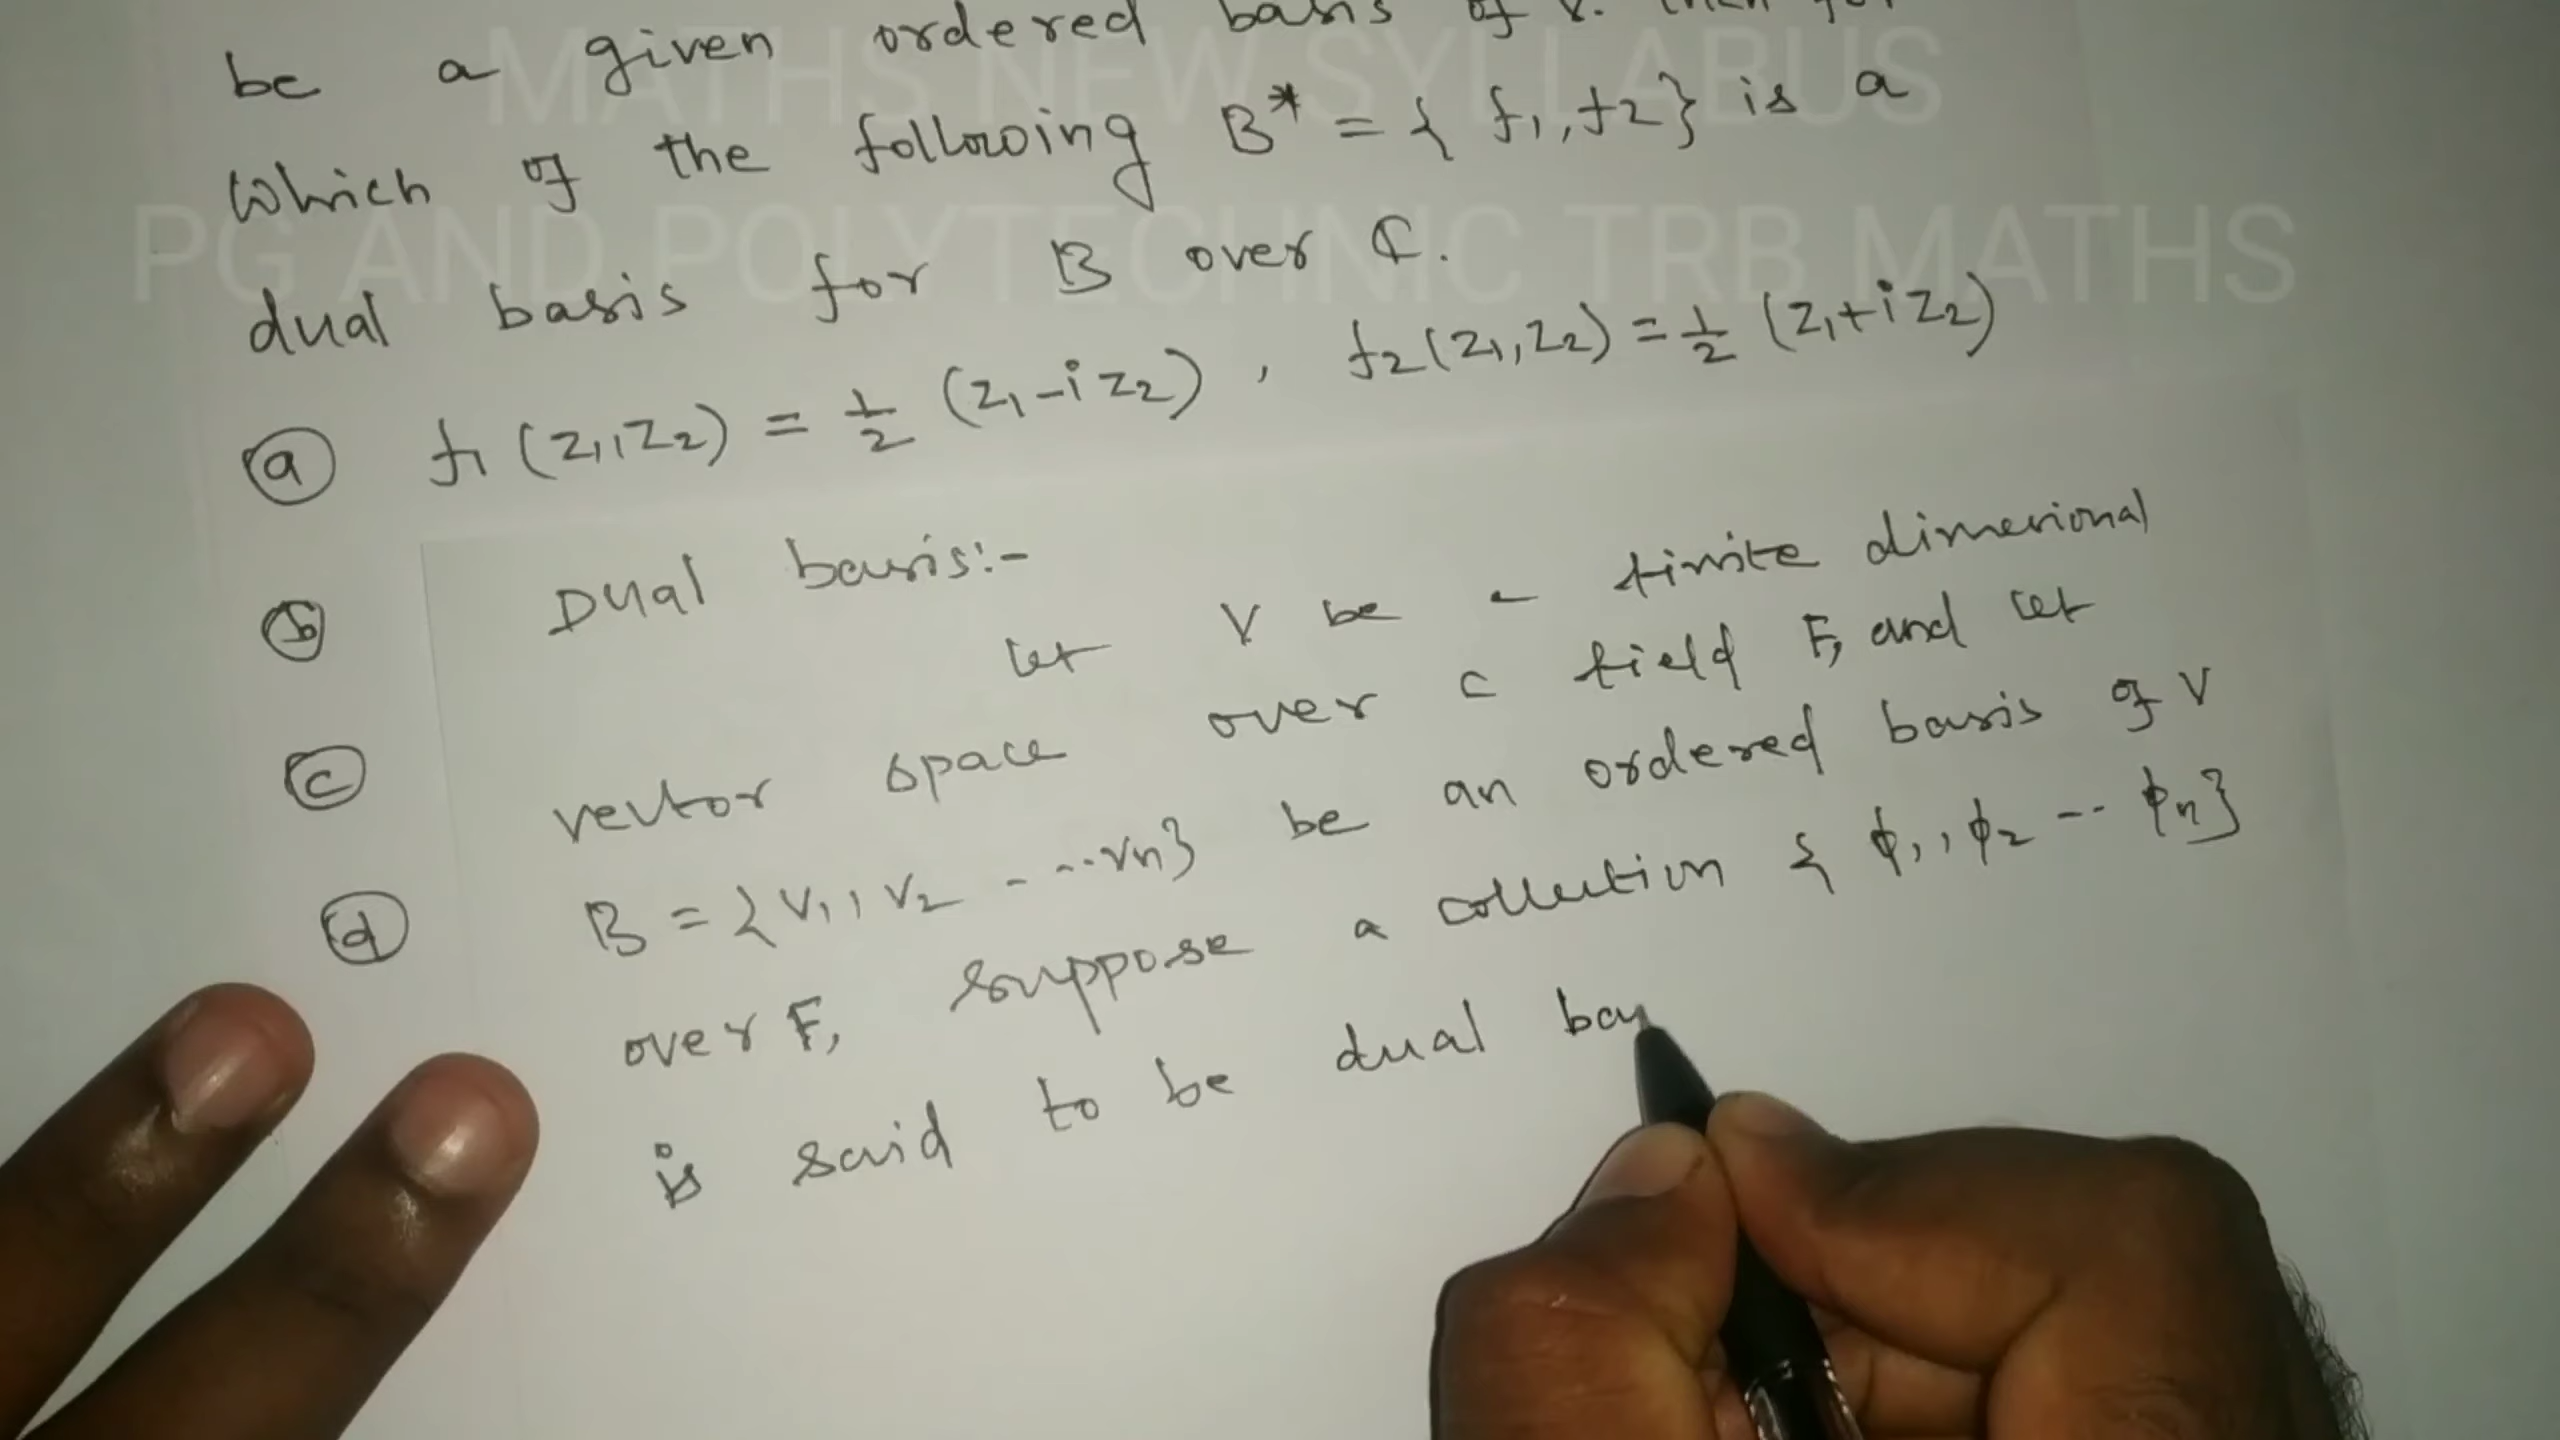 be a given ordered basis of V. Then for
MATHS NEW SYLLABUS
which of the following B* = { f1, f2} is a
PG AND POLYTECHNIC TRB MATHS
dual basis for B over ₵.
(a) f1 (z1, z2) = 1/2 (z1 - i z2), f2 (z1, z2) = 1/2 (z1 + i z2)
Dual basis:-
(b) Let V be a finite dimensional
vector space over a field F, and let
(c) B = {v1, v2 - ... vn} be an ordered basis of V
(d) over F, suppose a collection { ϕ1, ϕ2 --- ϕn}
is said to be dual bas